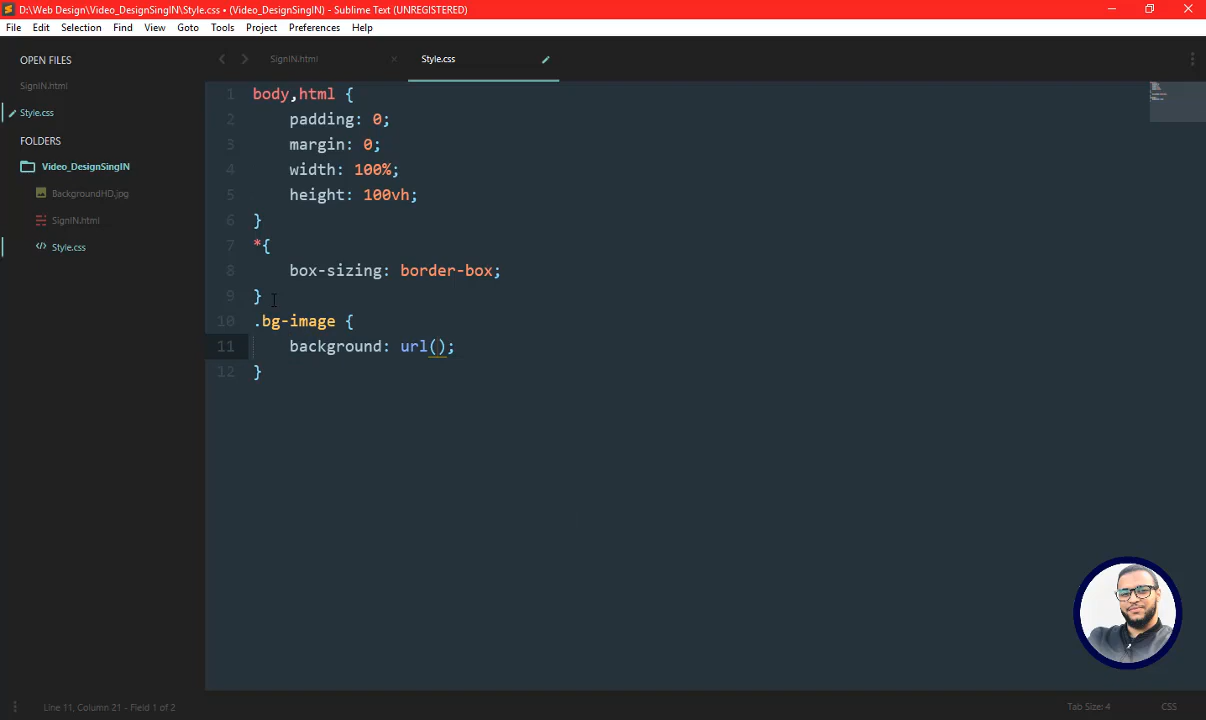 D:\Web Design\Video_DesignSingIN\Style.css • (Video_DesignSingIN) - Sublime Text (UNREGISTERED)
File Edit Selection Find View Goto Tools Project Preferences Help
OPEN FILES
SignIN.html
Style.css
FOLDERS
Video_DesignSingIN
BackgroundHD.jpg
SignIN.html
Style.css
SignIN.html
Style.css
1 body,html {
2 padding: 0;
3 margin: 0;
4 width: 100%;
5 height: 100vh;
6 }
7 *{
8 box-sizing: border-box;
9 }
10 .bg-image {
11 background: url();
12 }
Line 11, Column 21 - Field 1 of 2
Tab Size: 4
CSS